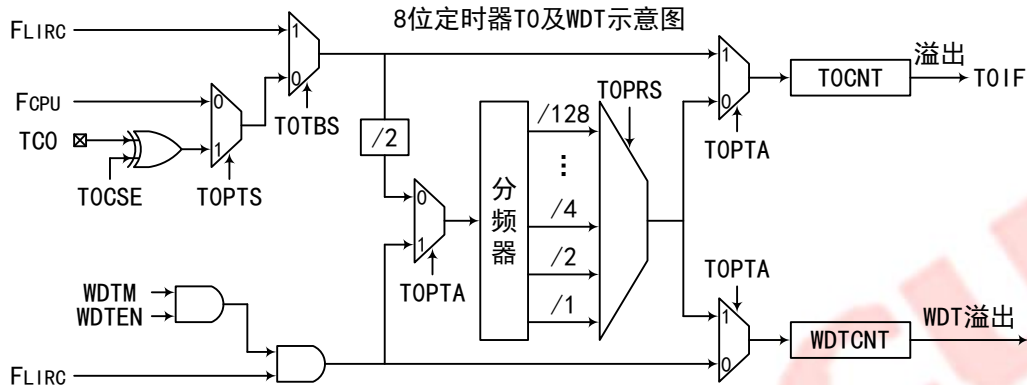 8位定时器T0及WDT示意图
FLIRC
1
0
T0TBS
FCPU
TC0
T0CSE
0
1
T0PTS
/2
0
1
T0PTA
分频器
/128
⋮
/4
/2
/1
T0PRS
1
0
T0PTA
T0CNT
溢出
T0IF
WDTM
WDTEN
FLIRC
T0PTA
1
0
WDTCNT
WDT溢出